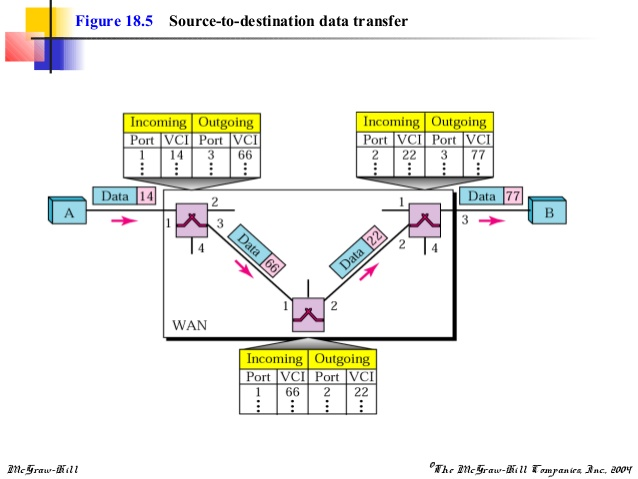 Figure 18.5 Source-to-destination data transfer
Incoming Outgoing
Port VCI Port VCI
1 14 3 66
Incoming Outgoing
Port VCI Port VCI
2 22 3 77
A
Data 14
1
2
3
4
Data 66
1
2
Data 22
1
2
3
4
Data 77
B
WAN
Incoming Outgoing
Port VCI Port VCI
1 66 2 22
McGraw-Hill
©The McGraw-Hill Companies, Inc., 2004